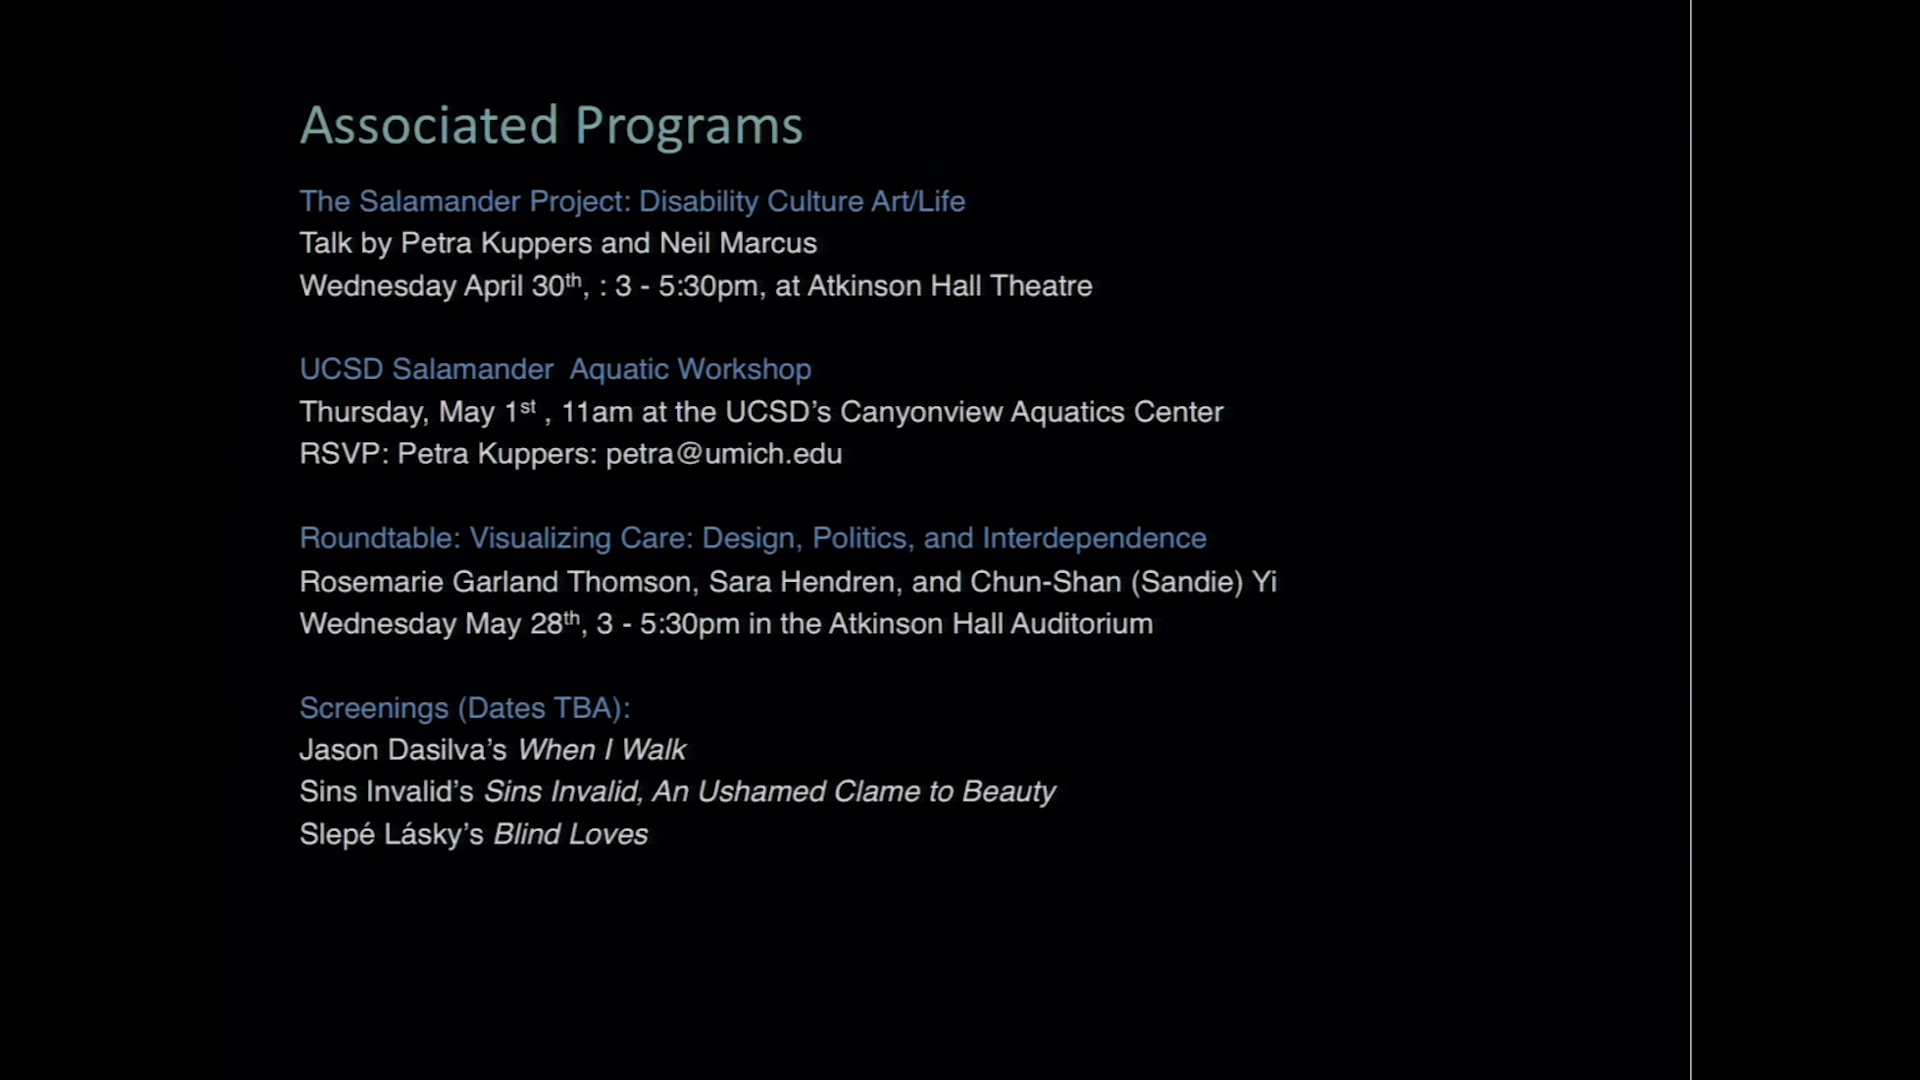 Associated Programs
The Salamander Project: Disability Culture Art/Life
Talk by Petra Kuppers and Neil Marcus
Wednesday April 30th, : 3 - 5:30pm, at Atkinson Hall Theatre
UCSD Salamander  Aquatic Workshop
Thursday, May 1st , 11am at the UCSD’s Canyonview Aquatics Center
RSVP: Petra Kuppers: petra@umich.edu
Roundtable: Visualizing Care: Design, Politics, and Interdependence
Rosemarie Garland Thomson, Sara Hendren, and Chun-Shan (Sandie) Yi
Wednesday May 28th, 3 - 5:30pm in the Atkinson Hall Auditorium
Screenings (Dates TBA):
Jason Dasilva’s When I Walk
Sins Invalid’s Sins Invalid, An Ushamed Clame to Beauty
Slepé Lásky’s Blind Loves